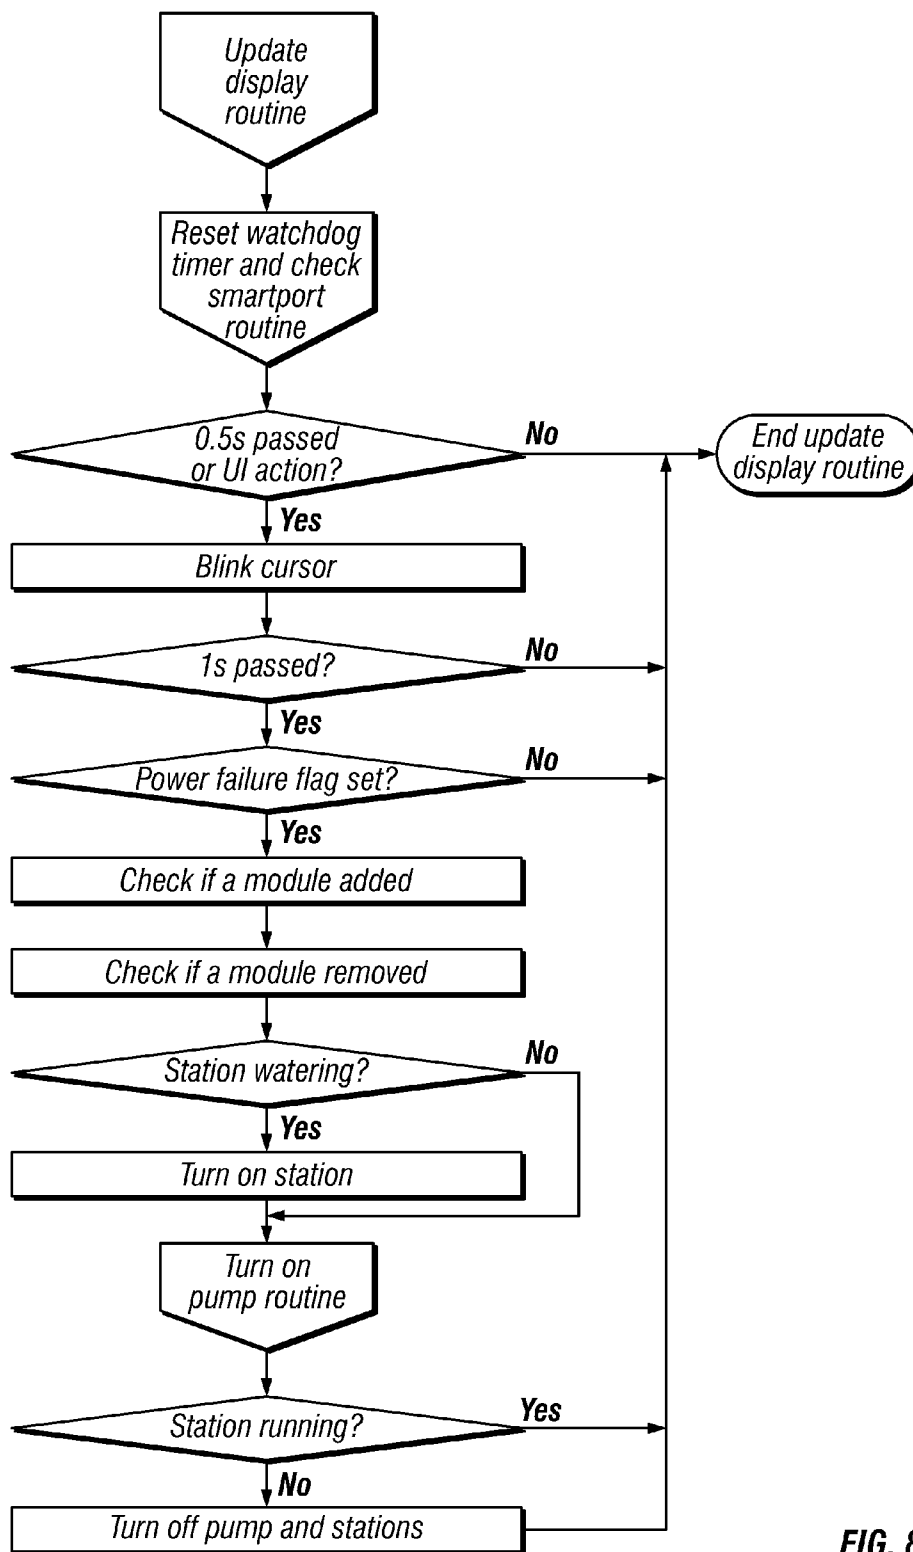 Update
display
routine
Reset watchdog
timer and check
smartport
routine
0.5s passed
or UI action?
No
End update
display routine
Yes
Blink cursor
1s passed?
No
Yes
Power failure flag set?
No
Yes
Check if a module added
Check if a module removed
Station watering?
No
Yes
Turn on station
Turn on
pump routine
Station running?
Yes
No
Turn off pump and stations
FIG. 8